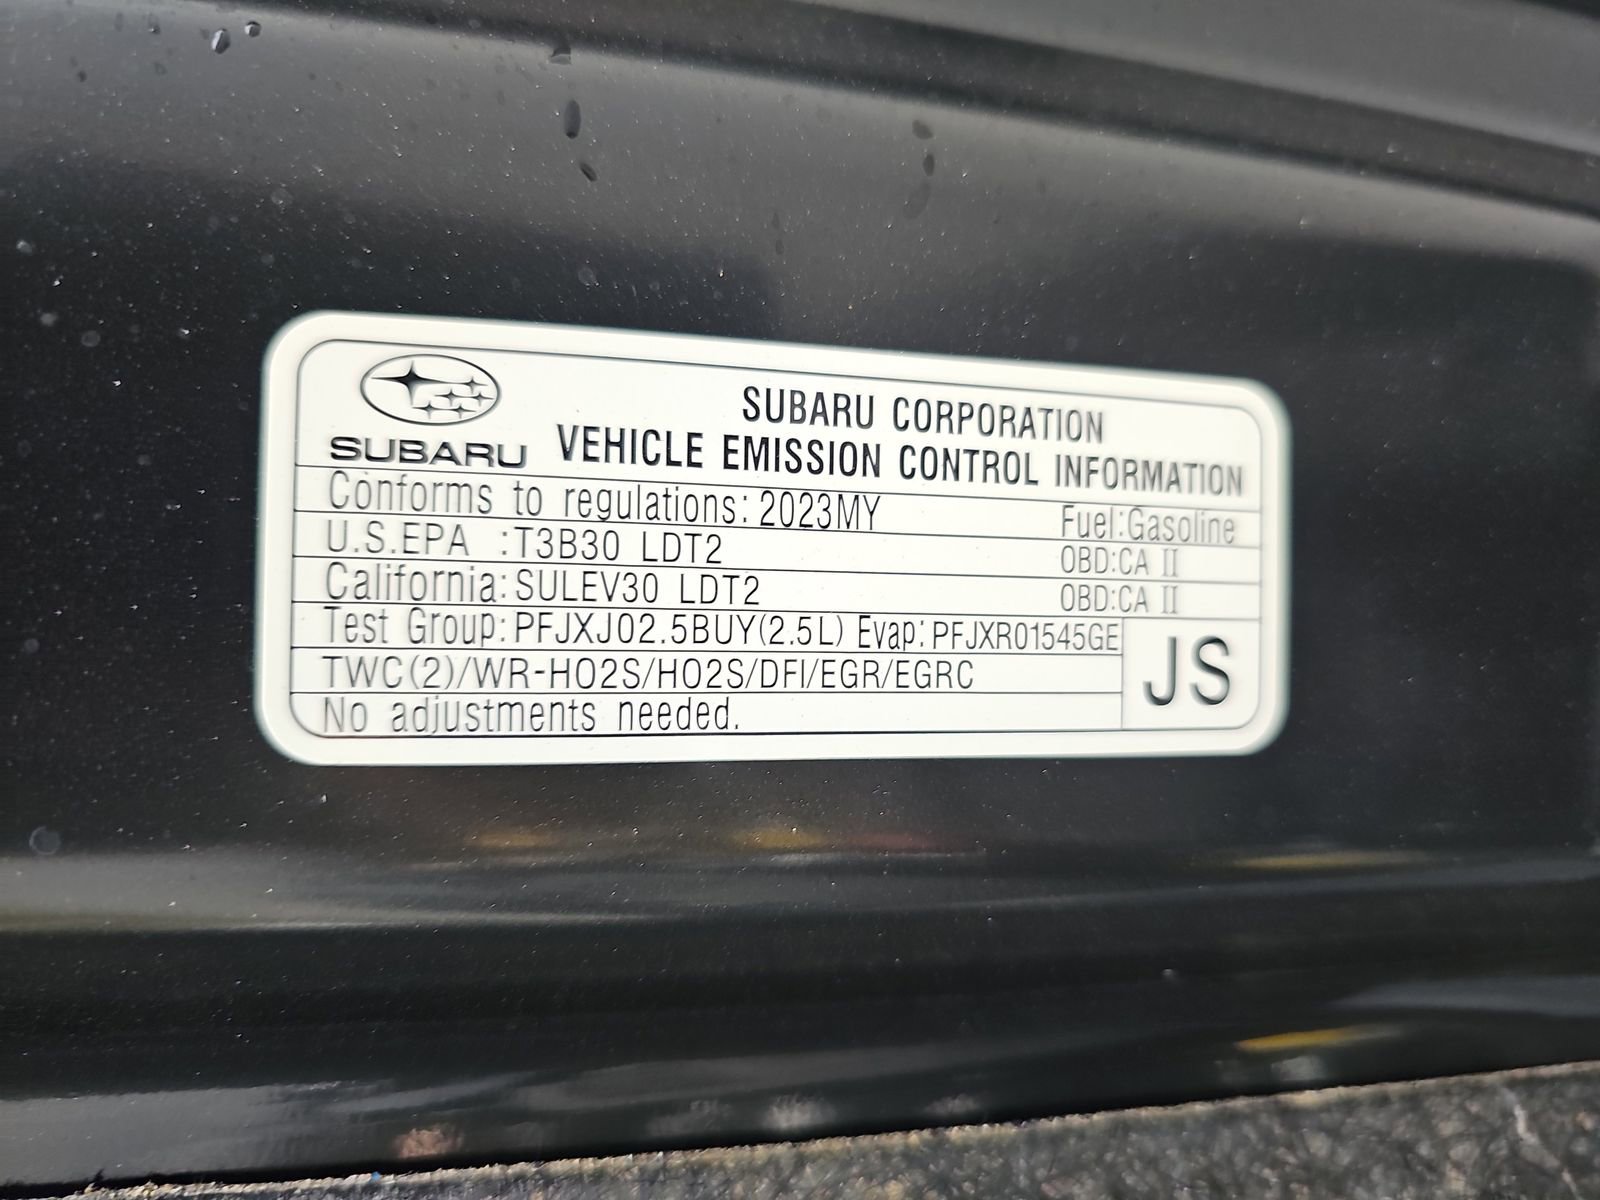 SUBARU
SUBARU CORPORATION
VEHICLE EMISSION CONTROL INFORMATION
Conforms to regulations: 2023MY Fuel:Gasoline
U.S.EPA :T3B30 LDT2 OBD:CA II
California:SULEV30 LDT2 OBD:CA II
Test Group:PFJXJ02.5BUY(2.5L) Evap:PFJXR01545GE
TWC(2)/WR-HO2S/HO2S/DFI/EGR/EGRC
No adjustments needed.
JS